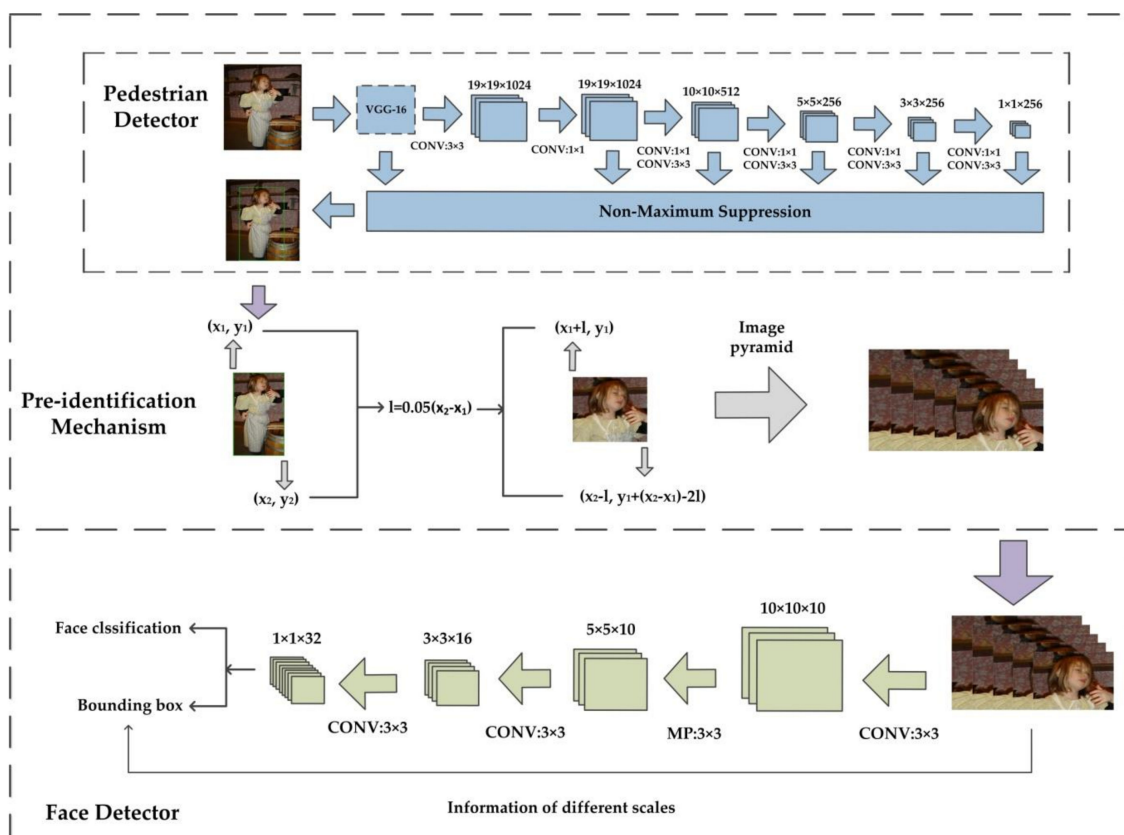 Pedestrian
Detector
VGG-16
19×19×1024
19×19×1024
10×10×512
5×5×256
3×3×256
1×1×256
CONV:3×3
CONV:1×1
CONV:1×1
CONV:3×3
CONV:1×1
CONV:3×3
CONV:1×1
CONV:3×3
CONV:1×1
CONV:3×3
Non-Maximum Suppression
(x₁, y₁)
(x₁+l, y₁)
Image
pyramid
Pre-identification
Mechanism
l=0.05(x₂-x₁)
(x₂, y₂)
(x₂-l, y₁+(x₂-x₁)-2l)
Face clssification
Bounding box
1×1×32
3×3×16
5×5×10
10×10×10
CONV:3×3
CONV:3×3
MP:3×3
CONV:3×3
Face Detector
Information of different scales